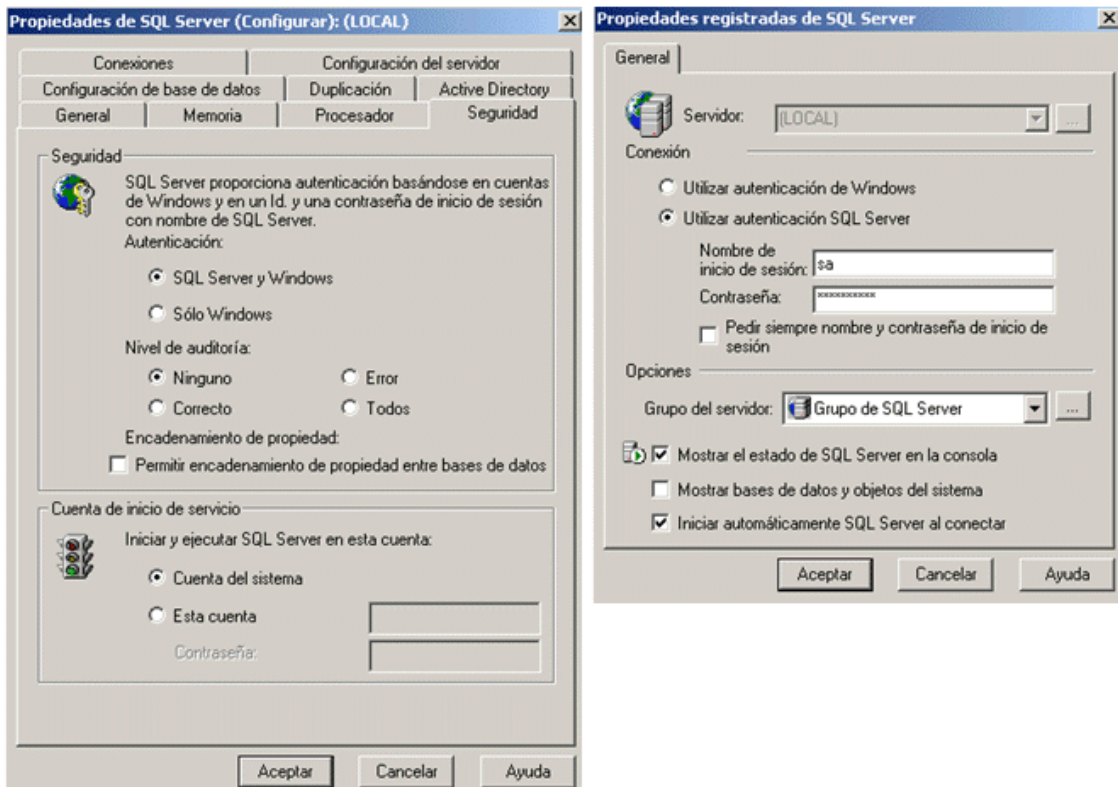 Propiedades de SQL Server (Configurar): (LOCAL)
Conexiones
Configuración del servidor
Configuración de base de datos
Duplicación
Active Directory
General
Memoria
Procesador
Seguridad
Seguridad
SQL Server proporciona autenticación basándose en cuentas
de Windows y en un Id. y una contraseña de inicio de sesión
con nombre de SQL Server.
Autenticación:
SQL Server y Windows
Sólo Windows
Nivel de auditoría:
Ninguno
Error
Correcto
Todos
Encadenamiento de propiedad:
Permitir encadenamiento de propiedad entre bases de datos
Cuenta de inicio de servicio
Iniciar y ejecutar SQL Server en esta cuenta:
Cuenta del sistema
Esta cuenta
Contraseña:
Aceptar
Cancelar
Ayuda
Propiedades registradas de SQL Server
General
Servidor:
(LOCAL)
...
Conexión
Utilizar autenticación de Windows
Utilizar autenticación SQL Server
Nombre de
inicio de sesión:
sa
Contraseña:
**********
Pedir siempre nombre y contraseña de inicio de
sesión
Opciones
Grupo del servidor:
Grupo de SQL Server
...
Mostrar el estado de SQL Server en la consola
Mostrar bases de datos y objetos del sistema
Iniciar automáticamente SQL Server al conectar
Aceptar
Cancelar
Ayuda